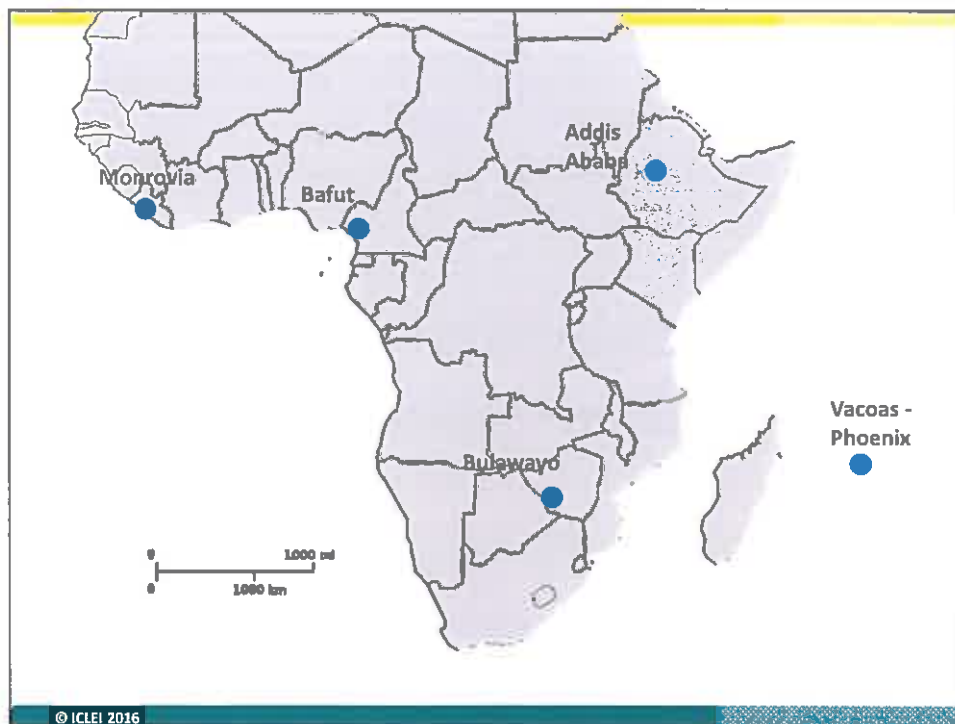 Addis
Ababa
Monrovia
Bafut
Vacoas -
Phoenix
Bulawayo
0
1000 mi
0
1000 km
© ICLEI 2016